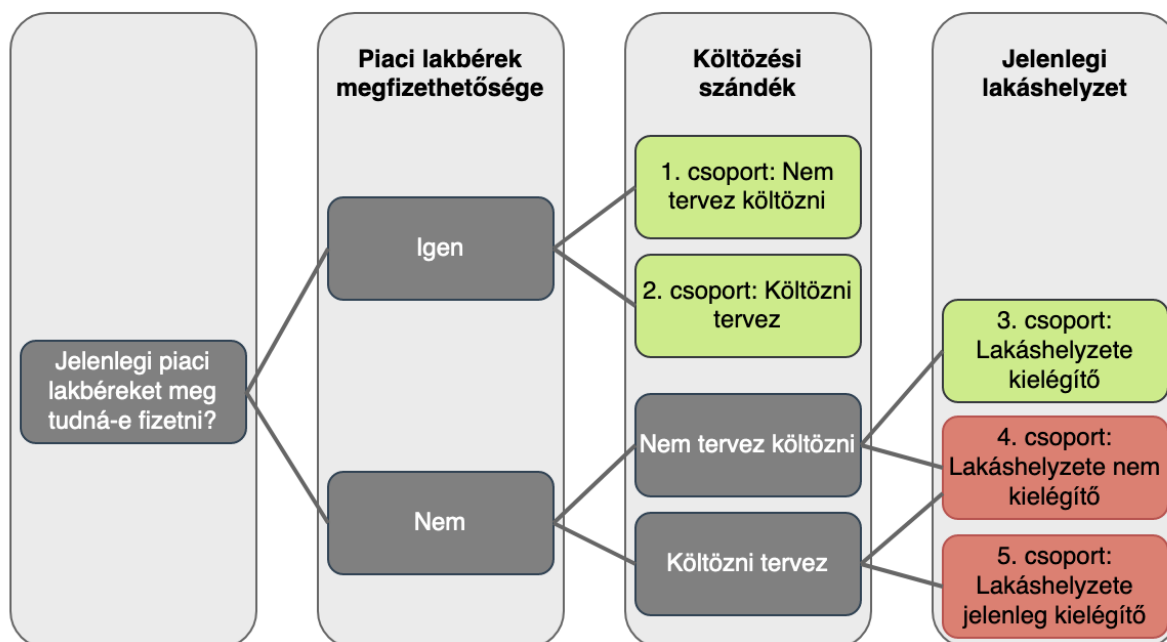 Piaci lakbérek
megfizethetősége
Költözési
szándék
Jelenlegi
lakáshelyzet
Jelenlegi piaci
lakbéreket meg
tudná-e fizetni?
Igen
Nem
1. csoport: Nem
tervez költözni
2. csoport: Költözni
tervez
Nem tervez költözni
Költözni tervez
3. csoport:
Lakáshelyzete
kielégítő
4. csoport:
Lakáshelyzete nem
kielégítő
5. csoport:
Lakáshelyzete
jelenleg kielégítő